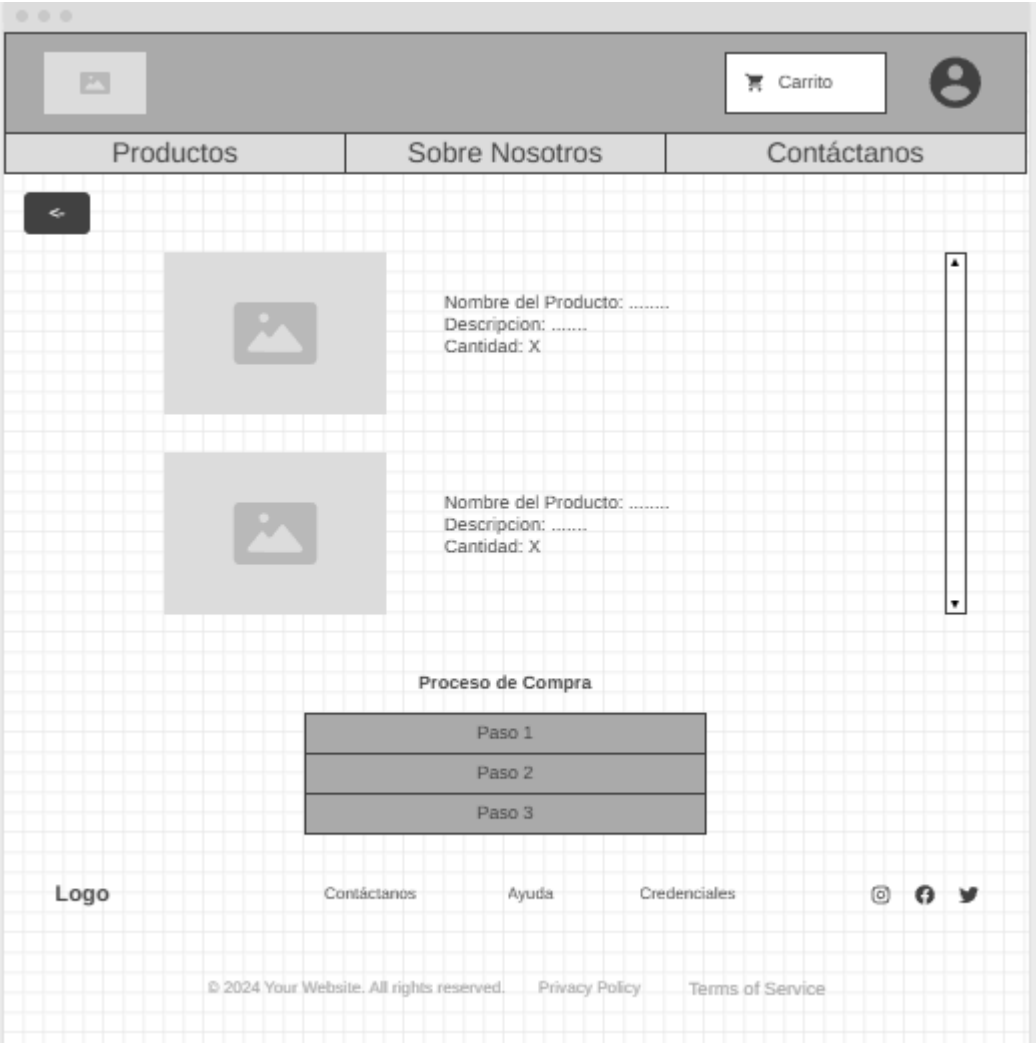 Carrito
Productos Sobre Nosotros Contáctanos
<-
Nombre del Producto: ........
Descripcion: .......
Cantidad: X
Nombre del Producto: ........
Descripcion: .......
Cantidad: X
Proceso de Compra
Paso 1
Paso 2
Paso 3
Logo Contáctanos Ayuda Credenciales
© 2024 Your Website. All rights reserved. Privacy Policy Terms of Service